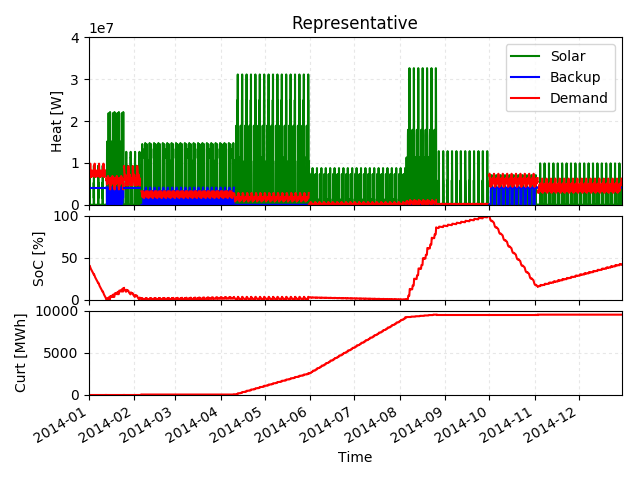 Representative
1e7
4
3
2
1
0
Heat [W]
Solar
Backup
Demand
100
50
0
SoC [%]
10000
5000
0
Curt [MWh]
2014-01
2014-02
2014-03
2014-04
2014-05
2014-06
2014-07
2014-08
2014-09
2014-10
2014-11
2014-12
Time